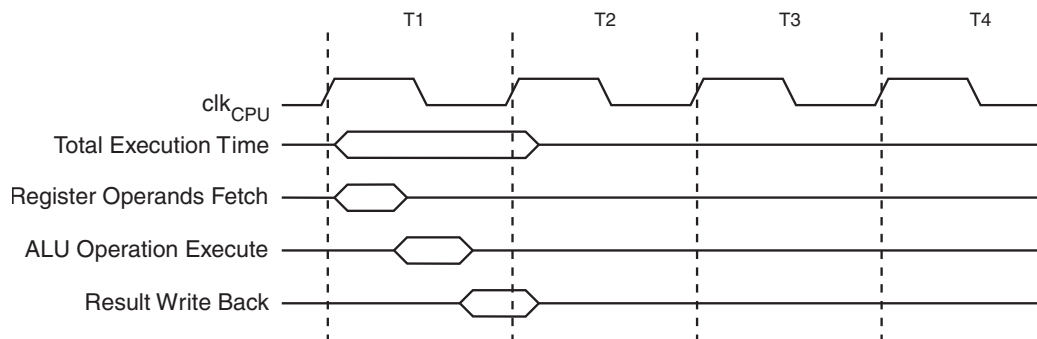 T1 T2 T3 T4
clkCPU
Total Execution Time
Register Operands Fetch
ALU Operation Execute
Result Write Back